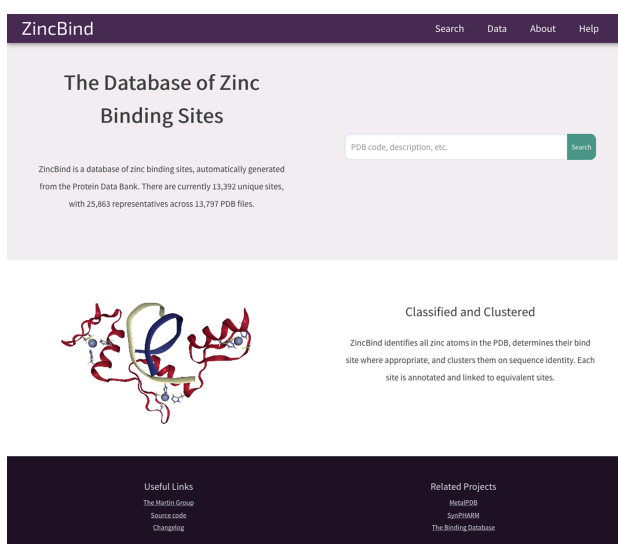 ZincBind
Search Data About Help
The Database of Zinc
Binding Sites
ZincBind is a database of zinc binding sites, automatically generated
from the Protein Data Bank. There are currently 13,392 unique sites,
with 25,863 representatives across 13,797 PDB files.
PDB code, description, etc.
Search
Classified and Clustered
ZincBind identifies all zinc atoms in the PDB, determines their bind
site where appropriate, and clusters them on sequence identity. Each
site is annotated and linked to equivalent sites.
Useful Links
The Martin Group
Source code
Changelog
Related Projects
MetalPDB
SynPHARM
The Binding Database